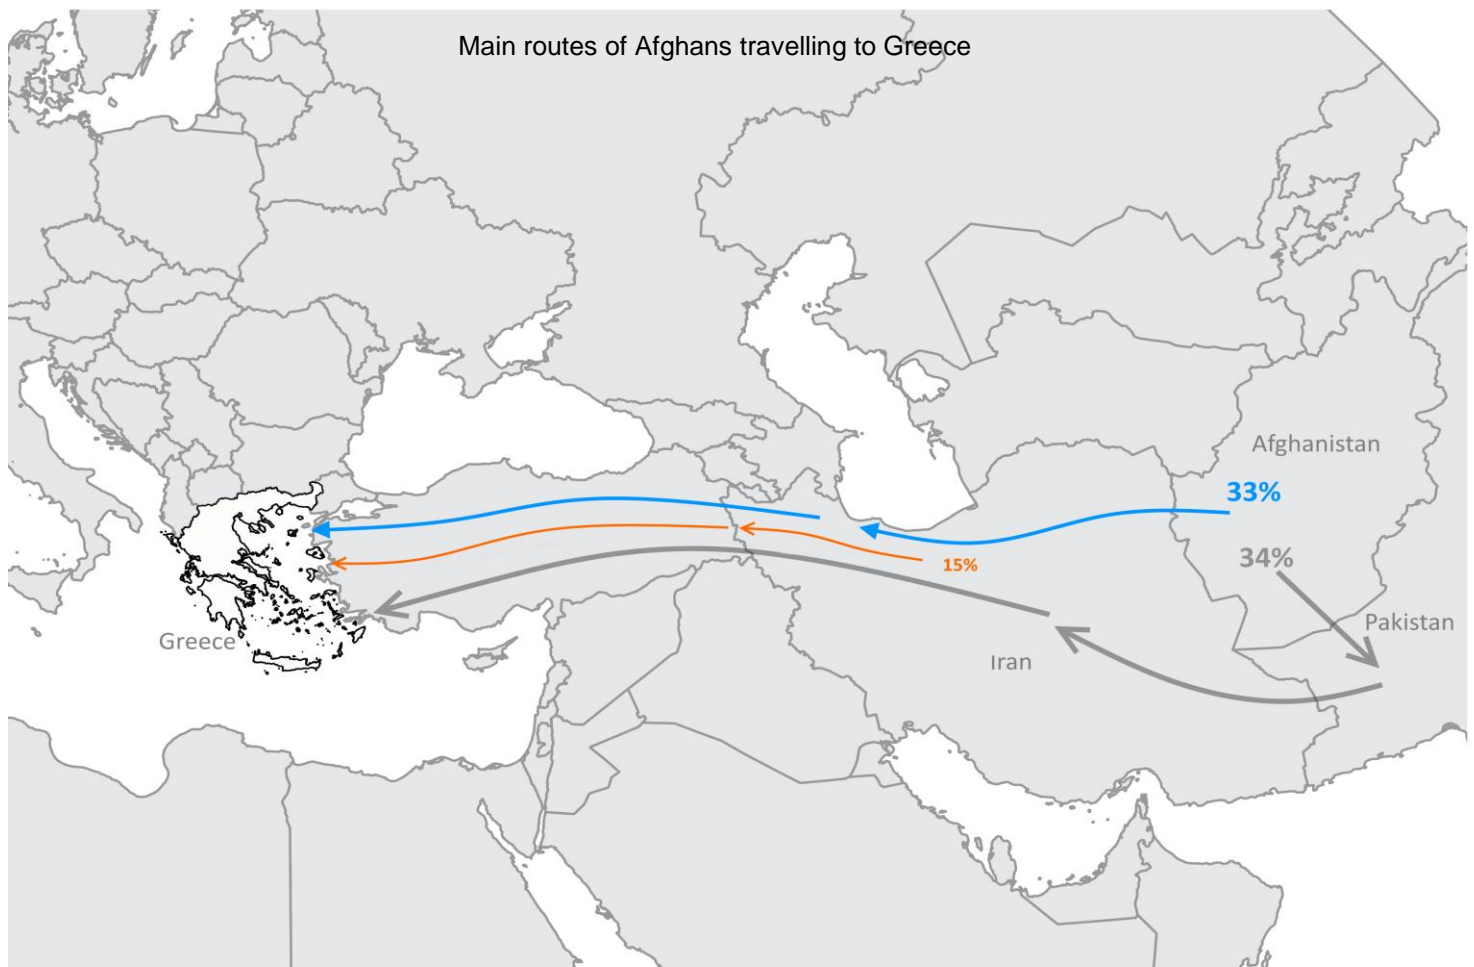 Main routes of Afghans travelling to Greece
Afghanistan
33%
34%
15%
Pakistan
Greece
Iran